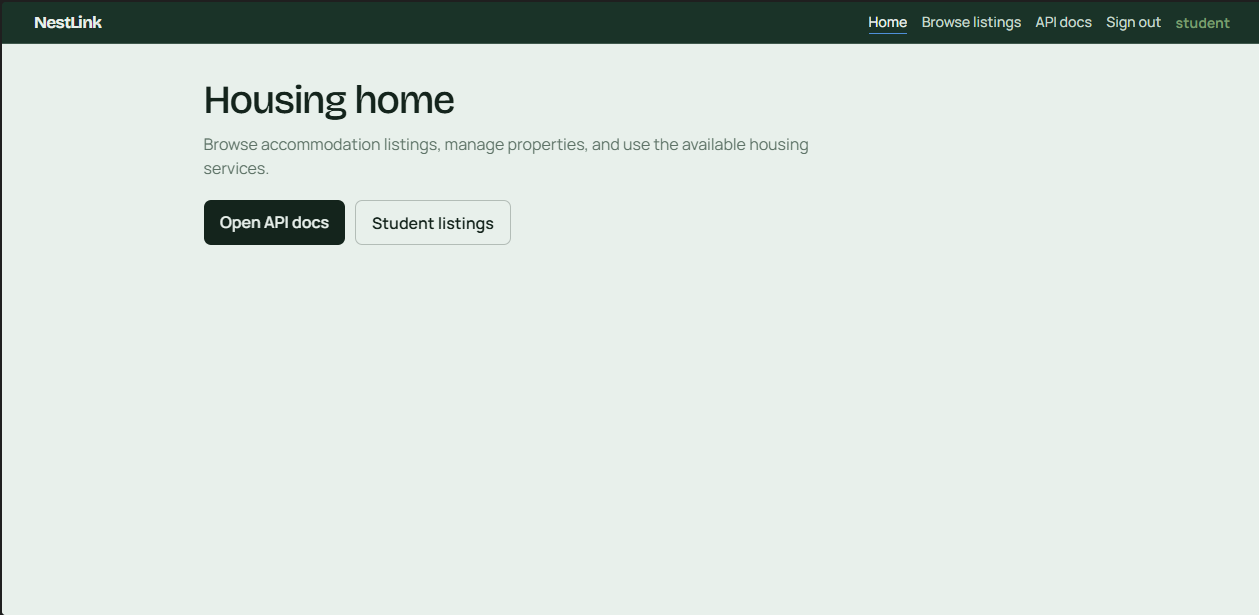 NestLink
Home Browse listings API docs Sign out student
Housing home
Browse accommodation listings, manage properties, and use the available housing
services.
Open API docs Student listings